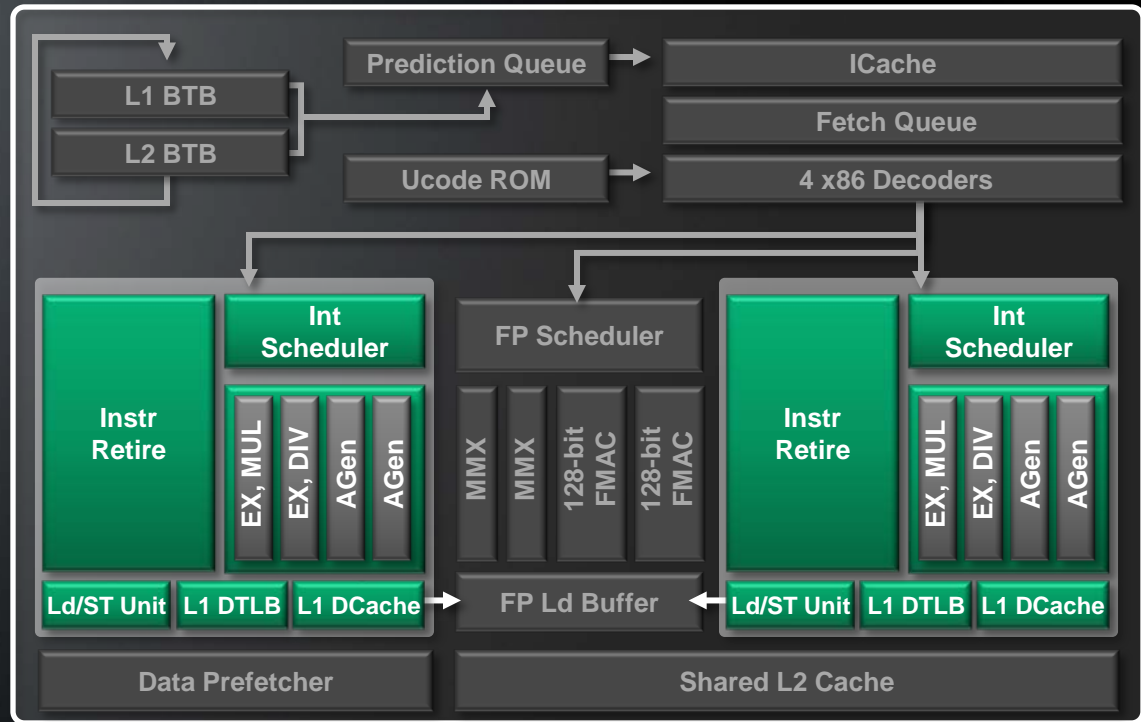 Prediction Queue
ICache
L1 BTB
Fetch Queue
L2 BTB
Ucode ROM
4 x86 Decoders
Instr
Retire
Int
Scheduler
EX, MUL
EX, DIV
AGen
AGen
Ld/ST Unit
L1 DTLB
L1 DCache
FP Scheduler
MMX
MMX
128-bit
FMAC
128-bit
FMAC
FP Ld Buffer
Instr
Retire
Int
Scheduler
EX, MUL
EX, DIV
AGen
AGen
Ld/ST Unit
L1 DTLB
L1 DCache
Data Prefetcher
Shared L2 Cache